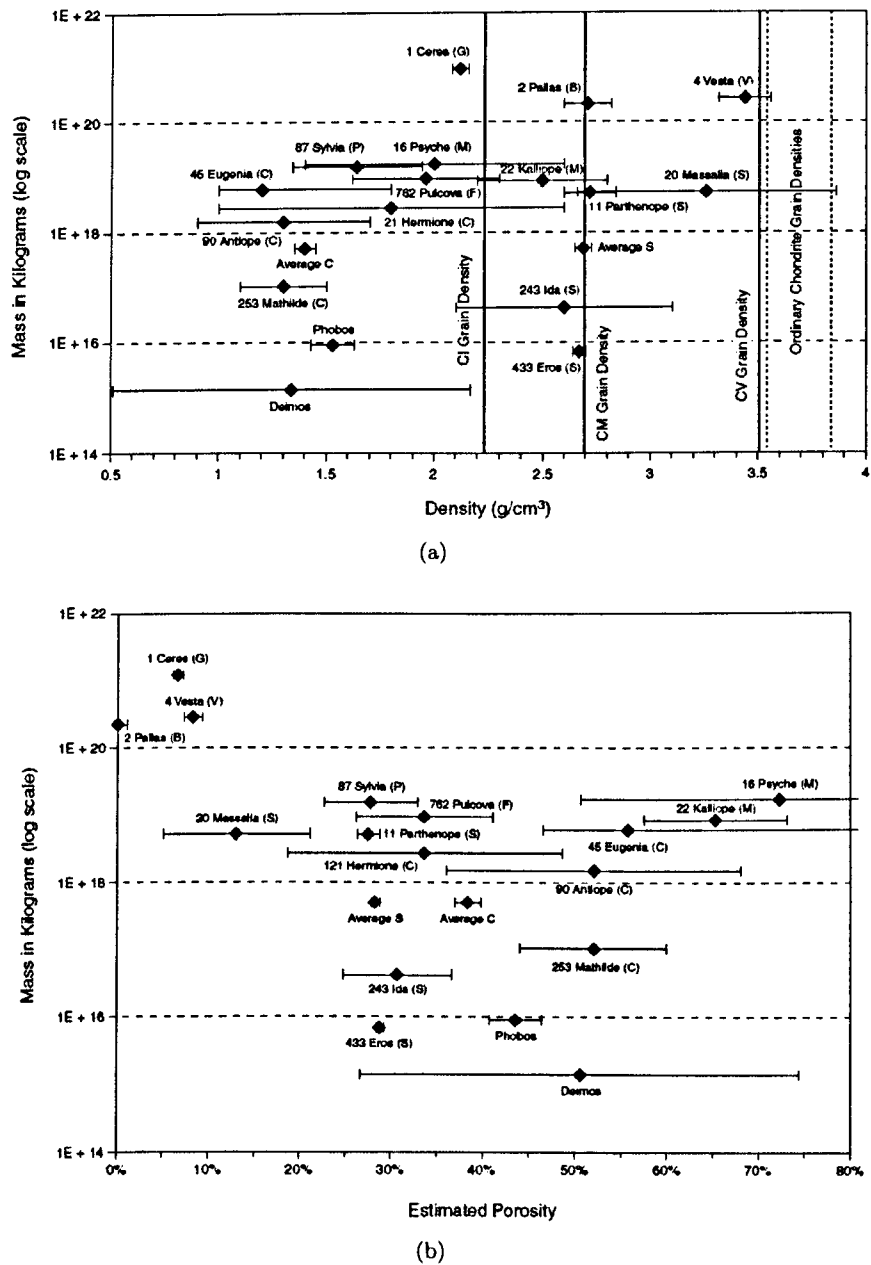 1E + 22
1 Ceres (G)
2 Pallas (B)
4 Vesta (V)
1E + 20
87 Sylvia (P)
16 Psyche (M)
22 Kalliope (M)
45 Eugenia (C)
20 Massalia (S)
762 Pulcova (F)
11 Parthenope (S)
21 Hermione (C)
1E + 18
90 Antiope (C)
Average S
Average C
243 Ida (S)
253 Mathilde (C)
Phobos
1E + 16
433 Eros (S)
Deimos
1E + 14
CI Grain Density
CM Grain Density
CV Grain Density
Ordinary Chondrite Grain Densities
Mass in Kilograms (log scale)
0.5 1 1.5 2 2.5 3 3.5 4
Density (g/cm³)
(a)
1E + 22
1 Ceres (G)
4 Vesta (V)
2 Pallas (B)
1E + 20
87 Sylvia (P)
16 Psyche (M)
762 Pulcova (F)
22 Kalliope (M)
20 Massalia (S)
11 Parthenope (S)
45 Eugenia (C)
121 Hermione (C)
1E + 18
90 Antiope (C)
Average S
Average C
253 Mathilde (C)
243 Ida (S)
1E + 16
433 Eros (S)
Phobos
Deimos
1E + 14
Mass in Kilograms (log scale)
0% 10% 20% 30% 40% 50% 60% 70% 80%
Estimated Porosity
(b)